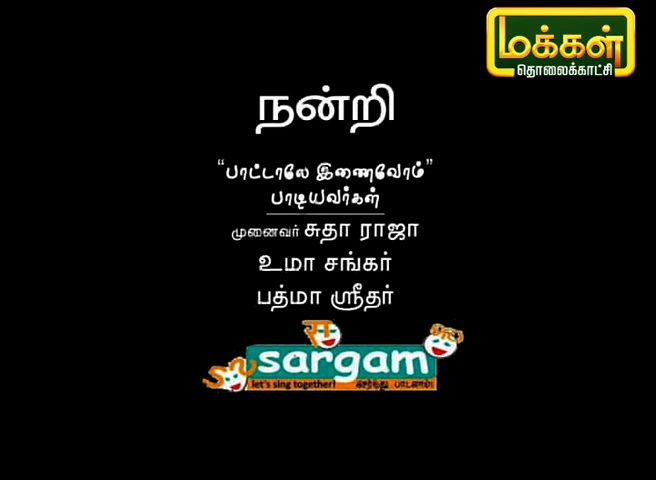 மக்கள்
தொலைக்காட்சி
நன்றி
“பாட்டாலே இணைவோம்”
பாடியவர்கள்
முனைவர் சுதா ராஜா
உமா சங்கர்
பத்மா ஸ்ரீதர்
sargam
let's sing together! சேர்ந்து பாடலாம்!